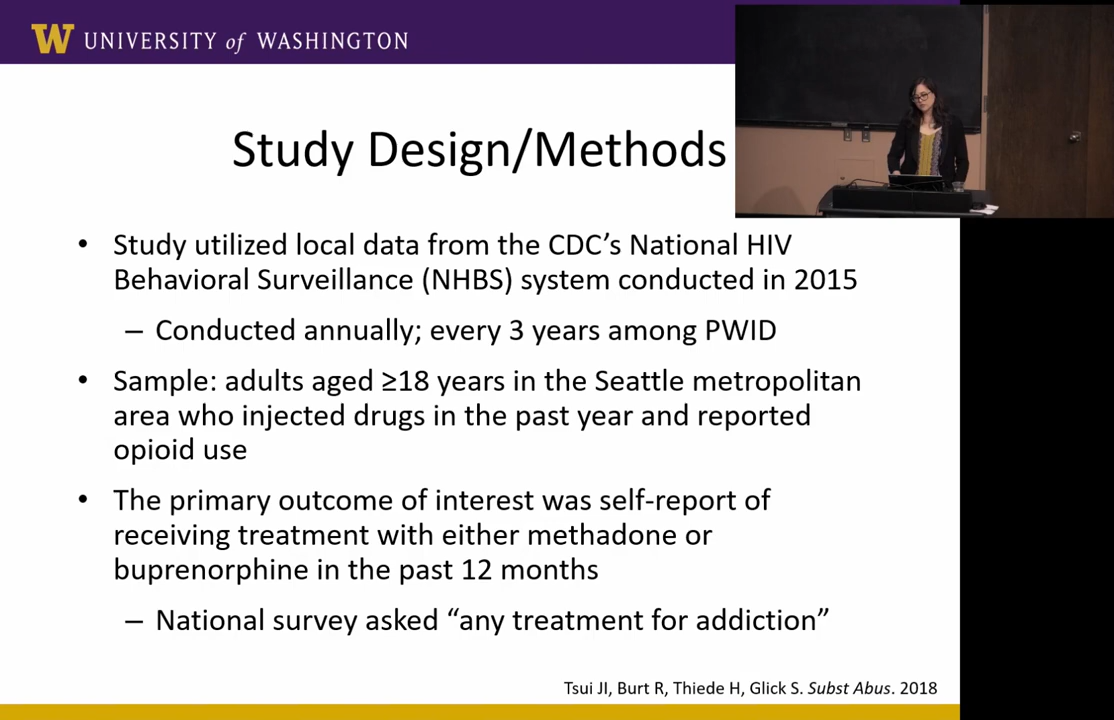 W UNIVERSITY of WASHINGTON
Study Design/Methods
• Study utilized local data from the CDC’s National HIV
Behavioral Surveillance (NHBS) system conducted in 2015
– Conducted annually; every 3 years among PWID
• Sample: adults aged ≥18 years in the Seattle metropolitan
area who injected drugs in the past year and reported
opioid use
• The primary outcome of interest was self-report of
receiving treatment with either methadone or
buprenorphine in the past 12 months
– National survey asked “any treatment for addiction”
Tsui JI, Burt R, Thiede H, Glick S. Subst Abus. 2018